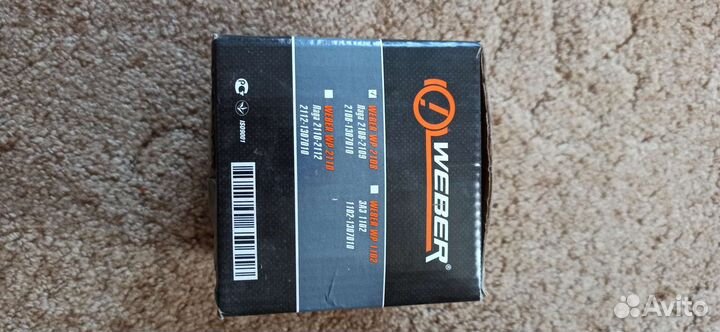 WEBER®
WEBER WP 2108
Лада 2108-2109
2108-1307010
WEBER WP 1102
ЗАЗ 1102
1102-1307010
WEBER WP 2110
Лада 2110-2112
2112-1307010
РСТ
ISO9001
Avito